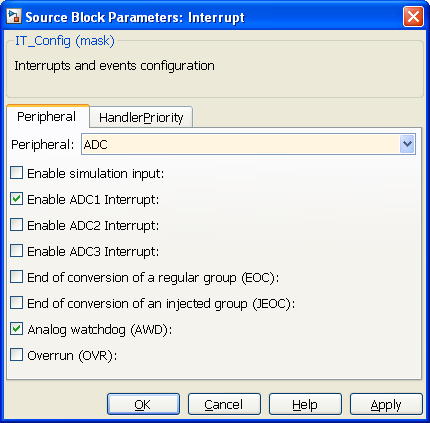 Source Block Parameters: Interrupt
IT_Config (mask)
Interrupts and events configuration
Peripheral HandlerPriority
Peripheral: ADC
Enable simulation input:
Enable ADC1 Interrupt:
Enable ADC2 Interrupt:
Enable ADC3 Interrupt:
End of conversion of a regular group (EOC):
End of conversion of an injected group (JEOC):
Analog watchdog (AWD):
Overrun (OVR):
OK Cancel Help Apply